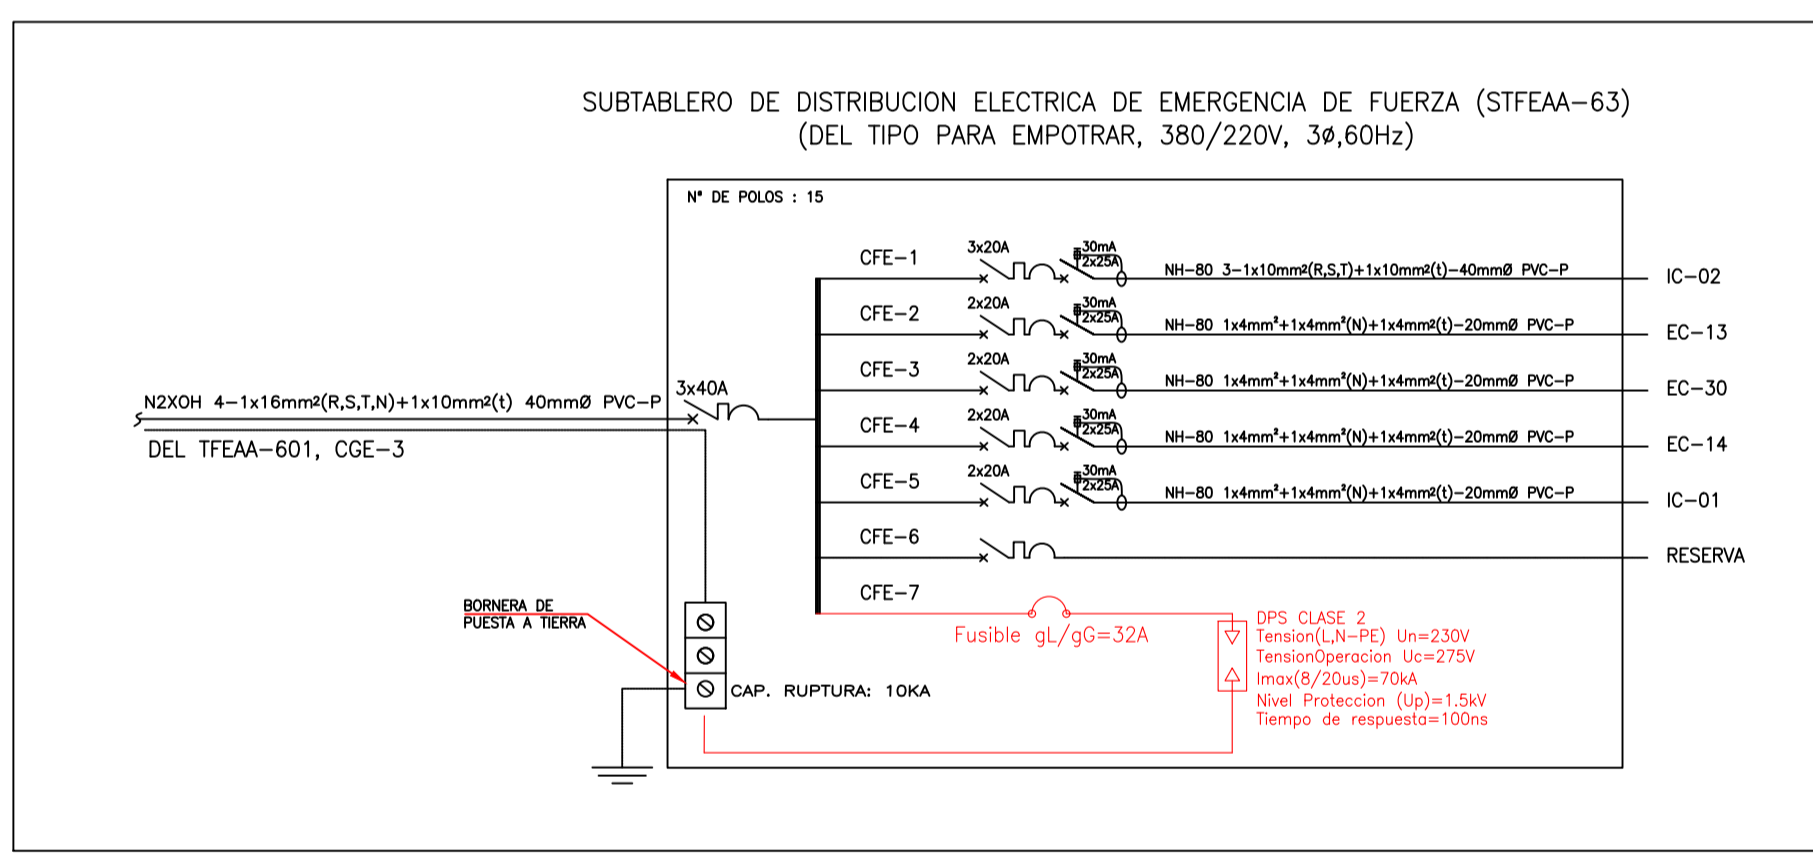 SUBTABLERO DE DISTRIBUCION ELECTRICA DE EMERGENCIA DE FUERZA (STFEAA-63)
(DEL TIPO PARA EMPOTRAR, 380/220V, 3Ø,60Hz)
N° DE POLOS : 15
CFE-1 3x20A 30mA 2x25A NH-80 3-1x10mm²(R,S,T)+1x10mm²(t)-40mmØ PVC-P IC-02
CFE-2 2x20A 30mA 2x25A NH-80 1x4mm²+1x4mm²(N)+1x4mm²(t)-20mmØ PVC-P EC-13
CFE-3 2x20A 30mA 2x25A NH-80 1x4mm²+1x4mm²(N)+1x4mm²(t)-20mmØ PVC-P EC-30
N2XOH 4-1x16mm²(R,S,T,N)+1x10mm²(t) 40mmØ PVC-P 3x40A
DEL TFEAA-601, CGE-3
CFE-4 2x20A 30mA 2x25A NH-80 1x4mm²+1x4mm²(N)+1x4mm²(t)-20mmØ PVC-P EC-14
CFE-5 2x20A 30mA 2x25A NH-80 1x4mm²+1x4mm²(N)+1x4mm²(t)-20mmØ PVC-P IC-01
CFE-6 RESERVA
CFE-7
BORNERA DE
PUESTA A TIERRA
Fusible gL/gG=32A
DPS CLASE 2
Tension(L,N-PE) Un=230V
TensionOperacion Uc=275V
Imax(8/20us)=70kA
Nivel Proteccion (Up)=1.5kV
Tiempo de respuesta=100ns
CAP. RUPTURA: 10KA